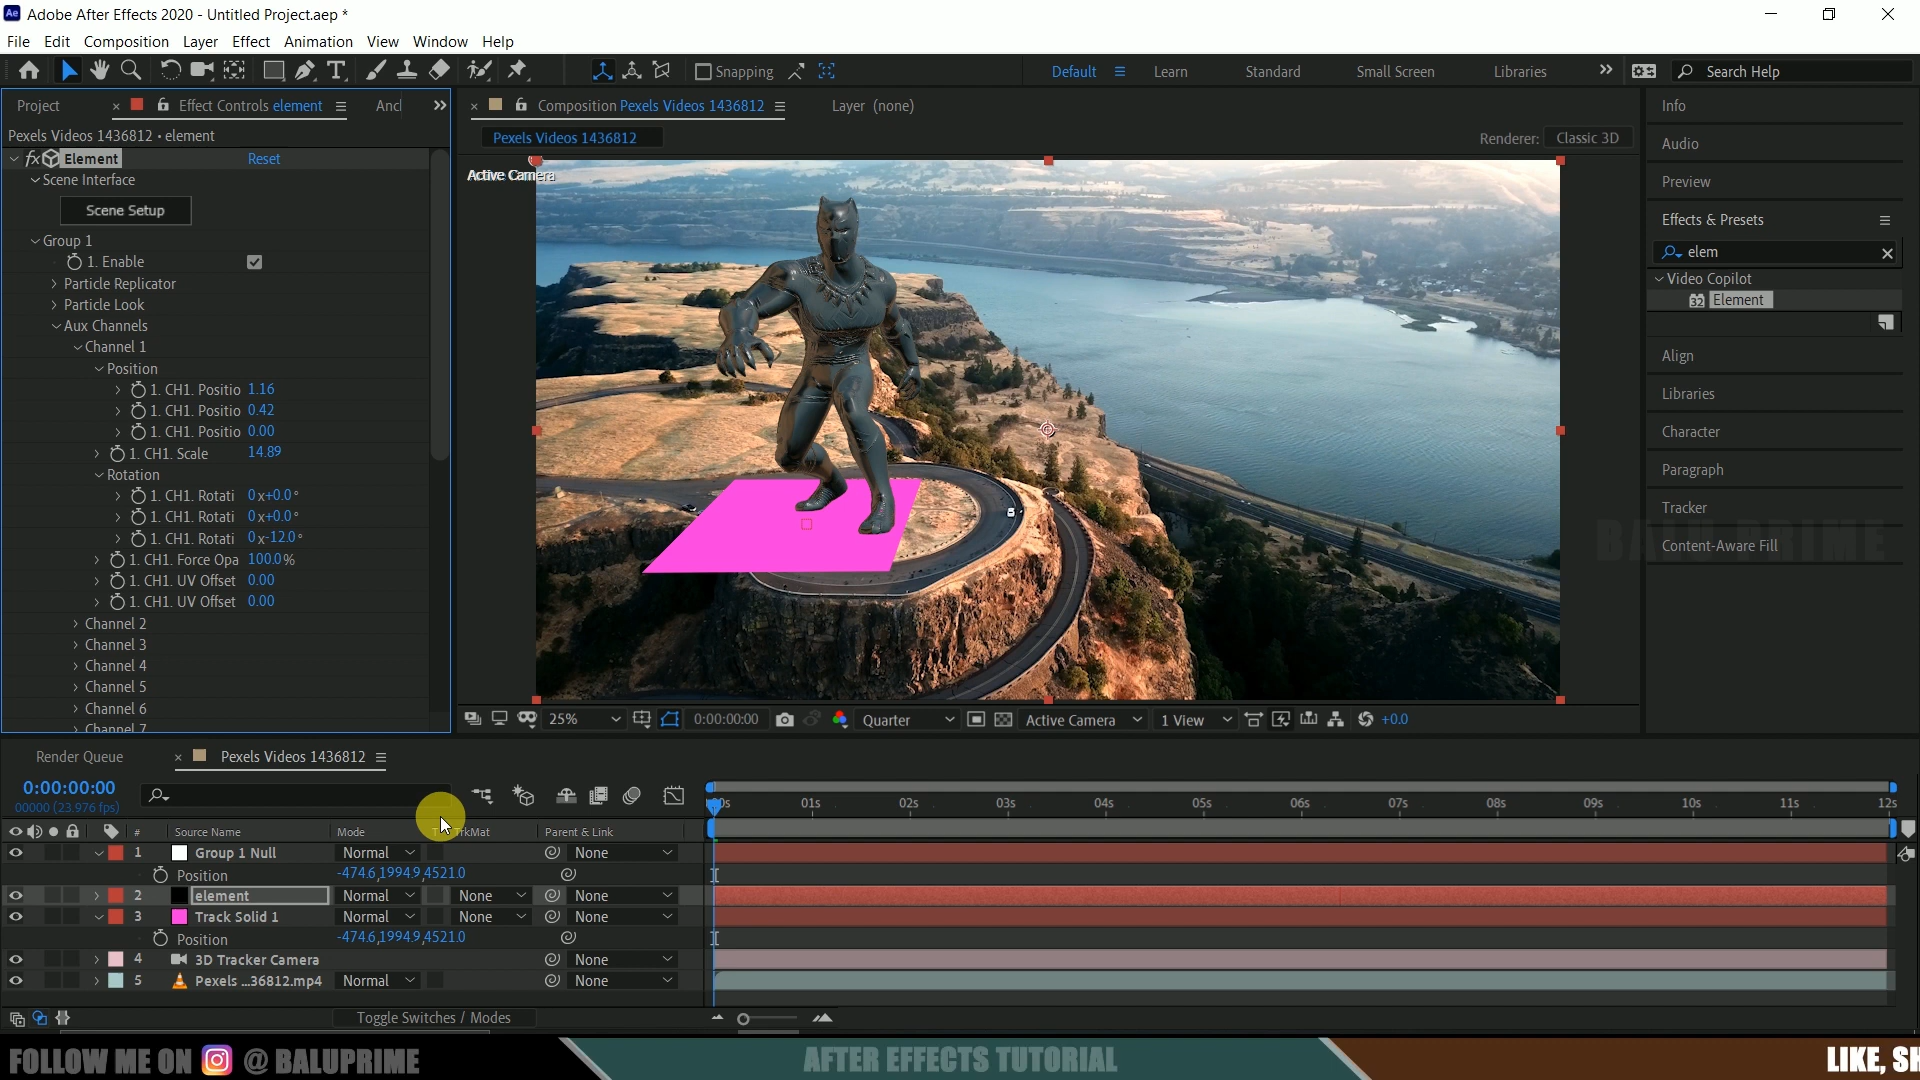 Ae Adobe After Effects 2020 - Untitled Project.aep *
File Edit Composition Layer Effect Animation View Window Help
Snapping Default Learn Standard Small Screen Libraries Search Help
Project Effect Controls element Composition Pexels Videos 1436812 Layer (none) Info
Pexels Videos 1436812 • element
Pexels Videos 1436812 Renderer: Classic 3D Audio
fx Element Reset
Active Camera
Scene Interface Preview
Scene Setup Effects & Presets
Group 1 elem
1. Enable Video Copilot
Particle Replicator 32 Element
Particle Look
Aux Channels
Channel 1 Align
Position
1. CH1. Positio 1.16 Libraries
1. CH1. Positio 0.42
1. CH1. Positio 0.00 Character
1. CH1. Scale 14.89
Rotation Paragraph
1. CH1. Rotati 0x+0.0°
1. CH1. Rotati 0x+0.0° Tracker
1. CH1. Rotati 0x-12.0° Content-Aware Fill
BALU PRIME
1. CH1. Force Opa 100.0%
1. CH1. UV Offset 0.00
1. CH1. UV Offset 0.00
Channel 2
Channel 3
Channel 4
Channel 5
Channel 6
Channel 7
25% 0:00:00:00 Quarter Active Camera 1 View +0.0
Render Queue Pexels Videos 1436812
0:00:00:00
00000 (23.976 fps)
01s 02s 03s 04s 05s 06s 07s 08s 09s 10s 11s 12s
# Source Name Mode T TrkMat Parent & Link
1 Group 1 Null Normal None
Position -474.6,1994.9,4521.0
2 element Normal None None
3 Track Solid 1 Normal None None
Position -474.6,1994.9,4521.0
4 3D Tracker Camera None
5 Pexels ...36812.mp4 Normal None
Toggle Switches / Modes
FOLLOW ME ON @ BALUPRIME AFTER EFFECTS TUTORIAL LIKE, SH